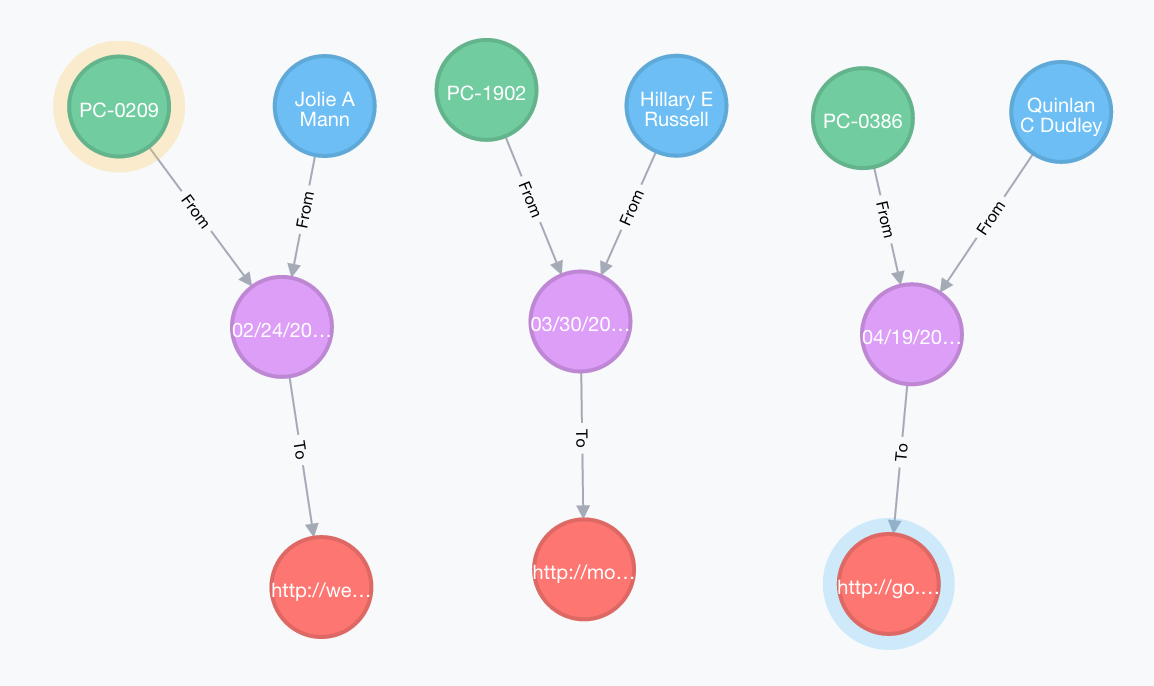 PC-0209
Jolie A
Mann
PC-1902
Hillary E
Russell
PC-0386
Quinlan
C Dudley
From
From
From
From
From
From
02/24/20...
03/30/20...
04/19/20...
To
To
To
http://we...
http://mo...
http://go....